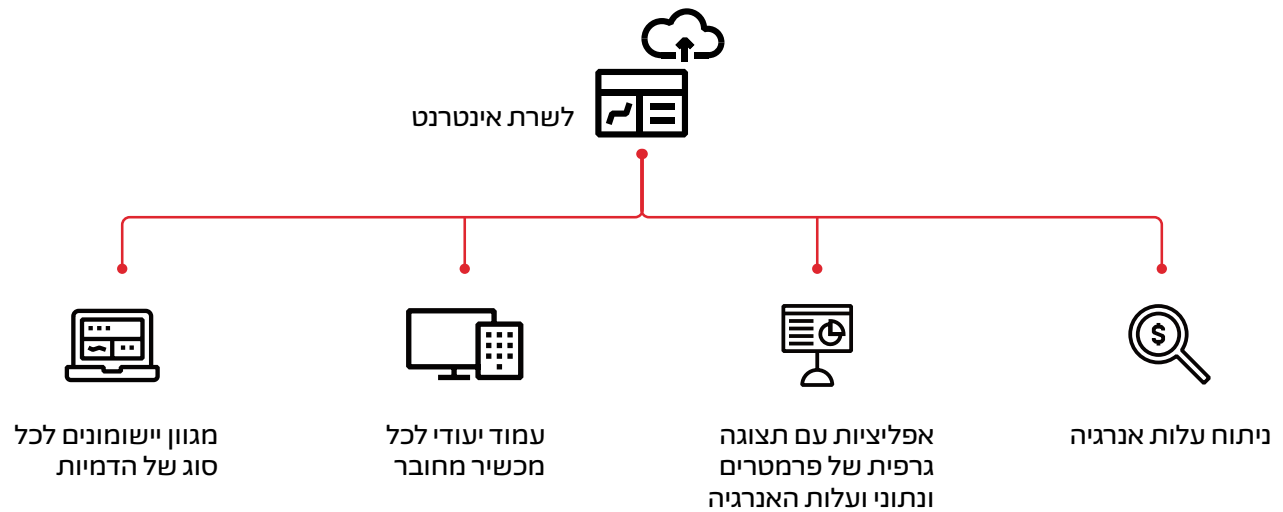 לשרת אינטרנט
ניתוח עלות אנרגיה
אפליציות עם תצוגה
גרפית של פרמטרים
ונתוני ועלות האנרגיה
עמוד יעודי לכל
מכשיר מחובר
מגוון יישומונים לכל
סוג של הדמיות